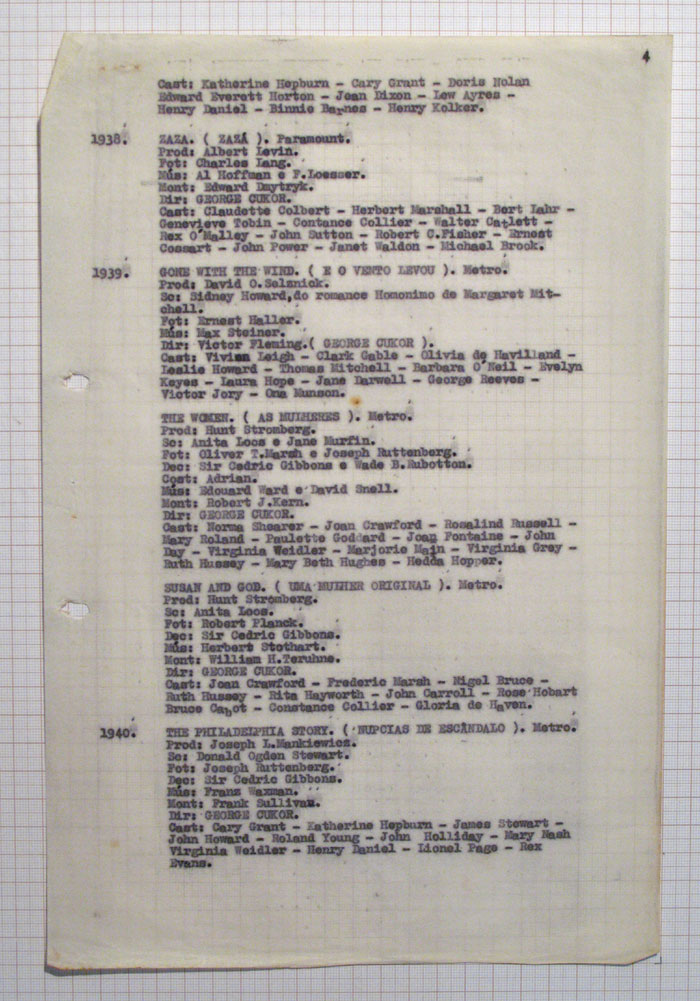 4
Cast: Katherine Hepburn - Cary Grant - Doris Nolan
Edward Everett Horton - Jean Dixon - Lew Ayres -
Henry Daniel - Binnie Barnes - Henry Kolker.
1938. ZAZA. ( ZAZÁ ). Paramount.
Prod: Albert Levin.
Fot: Charles Lang.
Mús: Al Hoffman e F.Loesser.
Mont: Edward Dmytryk.
Dir: GEORGE CUKOR.
Cast: Claudette Colbert - Herbert Marshall - Bert Lahr -
Genevieve Tobin - Contance Collier - Walter Catlett -
Rex O'Malley - John Sutton - Robert C.Fisher - Ernest
Cossart - John Power - Janet Waldon - Michael Brook.
1939. GONE WITH THE WIND. ( E O VENTO LEVOU ). Metro.
Prod: David O.Selsnick.
Sc: Sidney Howard,do romance Homonimo de Margaret Mit-
chell.
Fot: Ernest Haller.
Mús: Max Steiner.
Dir: Victor Fleming.( GEORGE CUKOR ).
Cast: Vivien Leigh - Clark Gable - Olivia de Havilland -
Leslie Howard - Thomas Mitchell - Barbara O'Neil - Evelyn
Keyes - Laura Hope - Jane Darwell - George Reeves -
Victor Jory - Ona Munson.
THE WOMEN. ( AS MULHERES ). Metro.
Prod: Hunt Stromberg.
Sc: Anita Loos e Jane Murfin.
Fot: Oliver T.Marsh e Joseph Ruttenberg.
Dec: Sir Cedric Gibbons e Wade B.Rubotton.
Cost: Adrian.
Mús: Edouard Ward e David Snell.
Mont: Robert J.Kern.
Dir: GEORGE CUKOR.
Cast: Norma Shearer - Joan Crawford - Rosalind Russell -
Mary Roland - Paulette Goddard - Joan Fontaine - John
Day - Virginia Weidler - Marjorie Main - Virginia Grey -
Ruth Hussey - Mary Beth Hughes - Hedda Hopper.
SUSAN AND GOD. ( UMA MULHER ORIGINAL ). Metro.
Prod: Hunt Stromberg.
Sc: Anita Loos.
Fot: Robert Planck.
Dec: Sir Cedric Gibbons.
Mús: Herbert Stothart.
Mont: William H.Teruhne.
Dir: GEORGE CUKOR.
Cast: Joan Crawford - Frederic Marsh - Nigel Bruce -
Ruth Hussey - Rita Hayworth - John Carroll - Rose Hobart
Bruce Cabot - Constance Collier - Gloria de Haven.
1940. THE PHILADELPHIA STORY. ( NUPCIAS DE ESCÂNDALO ). Metro.
Prod: Joseph L.Mankiewics.
Sc: Donald Ogden Stewart.
Fot: Joseph Ruttenberg.
Dec: Sir Cedric Gibbons.
Mús: Franz Waxman.
Mont: Frank Sullivan.
Dir: GEORGE CUKOR.
Cast: Cary Grant - Katherine Hepburn - James Stewart -
John Howard - Roland Young - John Holliday - Mary Nash
Virginia Weidler - Henry Daniel - Lionel Page - Rex
Evans.